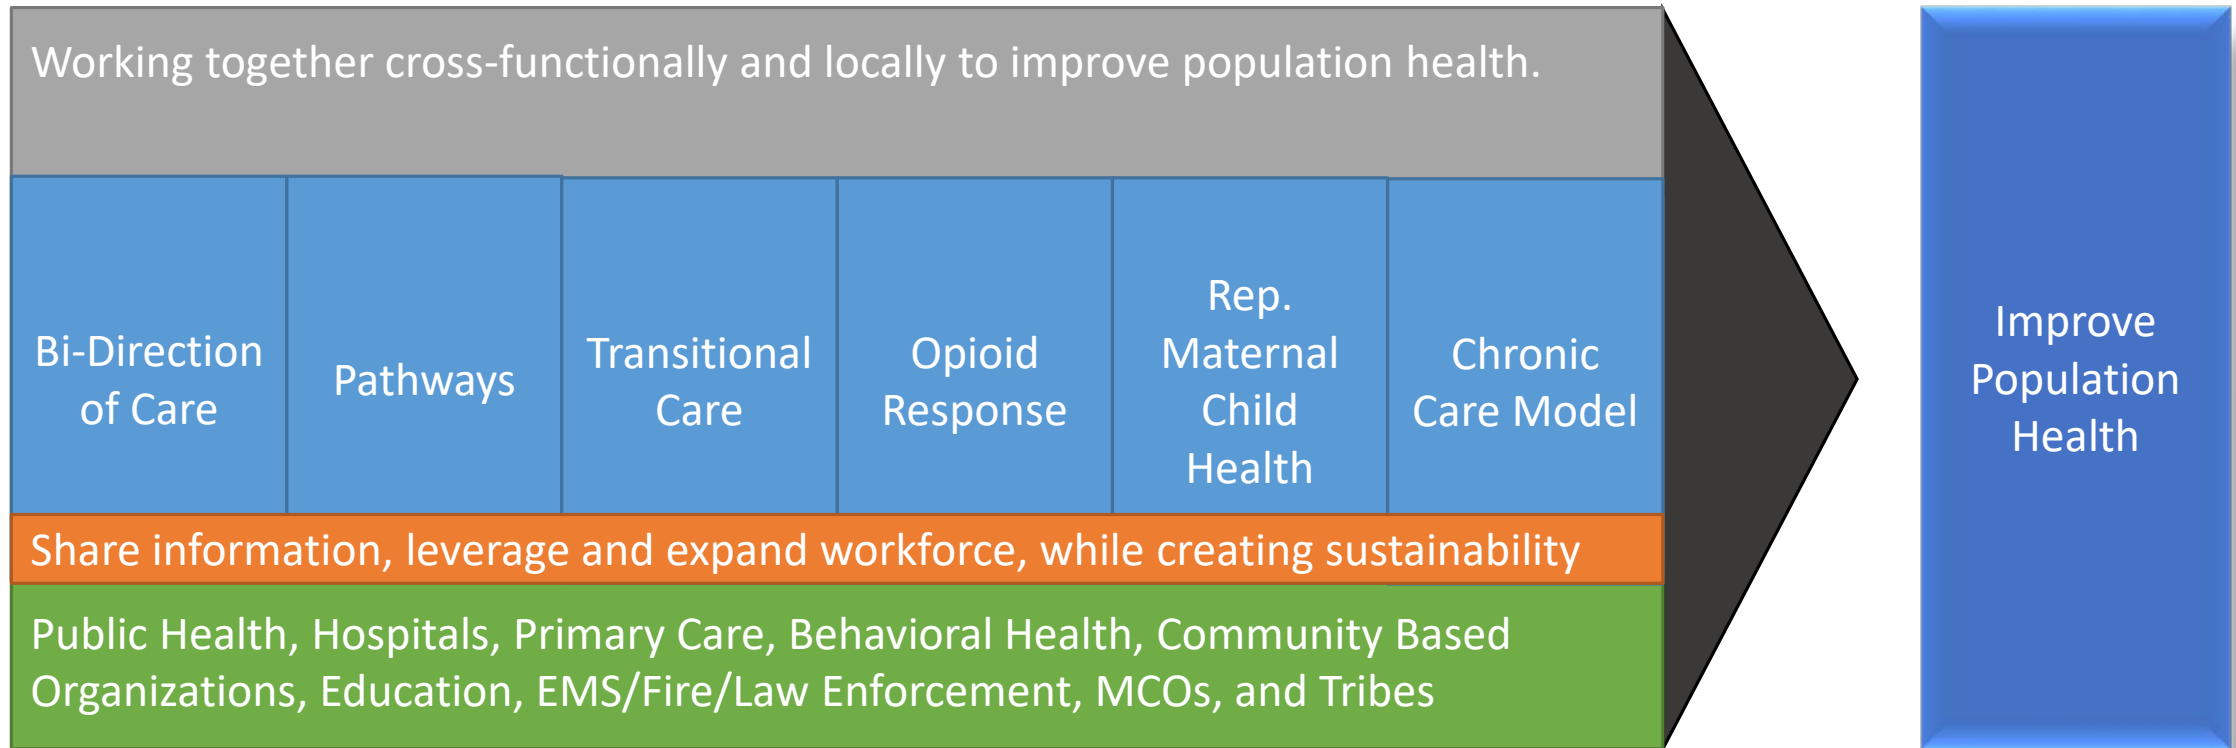 Working together cross-functionally and locally to improve population health.
Bi-Direction
of Care
Pathways
Transitional
Care
Opioid
Response
Rep.
Maternal
Child
Health
Chronic
Care Model
Share information, leverage and expand workforce, while creating sustainability
Public Health, Hospitals, Primary Care, Behavioral Health, Community Based
Organizations, Education, EMS/Fire/Law Enforcement, MCOs, and Tribes
Improve
Population
Health